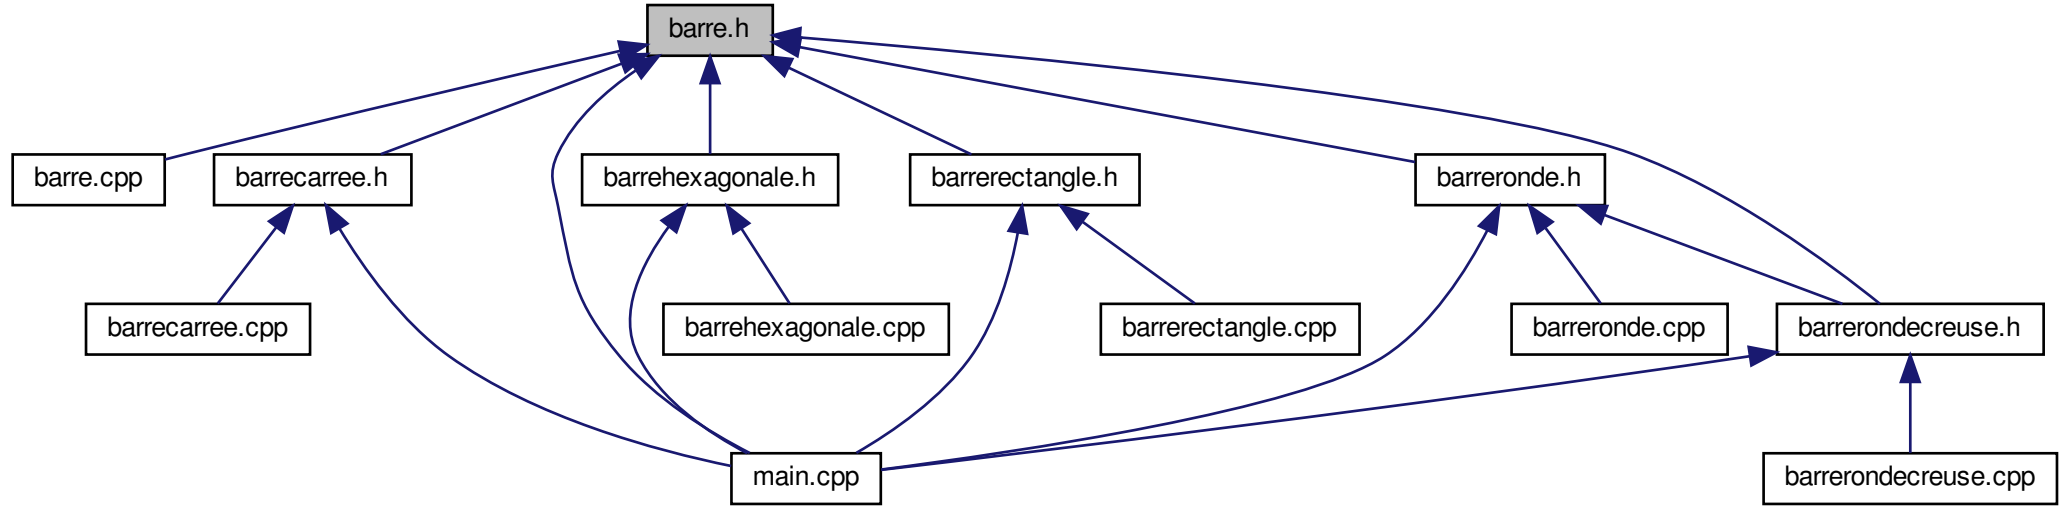 barre.h
barre.cpp
barrecarree.h
barrehexagonale.h
barrerectangle.h
barreronde.h
barrecarree.cpp
barrehexagonale.cpp
barrerectangle.cpp
barreronde.cpp
barrerondecreuse.h
main.cpp
barrerondecreuse.cpp